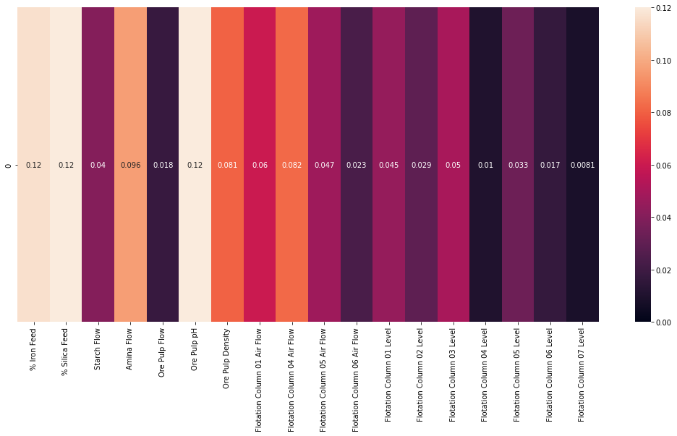 0.12
0.10
0.08
0.06
0.04
0.02
0.00
0
0.12 0.12 0.04 0.096 0.018 0.12 0.081 0.06 0.082 0.047 0.023 0.045 0.029 0.05 0.01 0.033 0.017 0.0081
% Iron Feed
% Silica Feed
Starch Flow
Amina Flow
Ore Pulp Flow
Ore Pulp pH
Ore Pulp Density
Flotation Column 01 Air Flow
Flotation Column 04 Air Flow
Flotation Column 05 Air Flow
Flotation Column 06 Air Flow
Flotation Column 01 Level
Flotation Column 02 Level
Flotation Column 03 Level
Flotation Column 04 Level
Flotation Column 05 Level
Flotation Column 06 Level
Flotation Column 07 Level